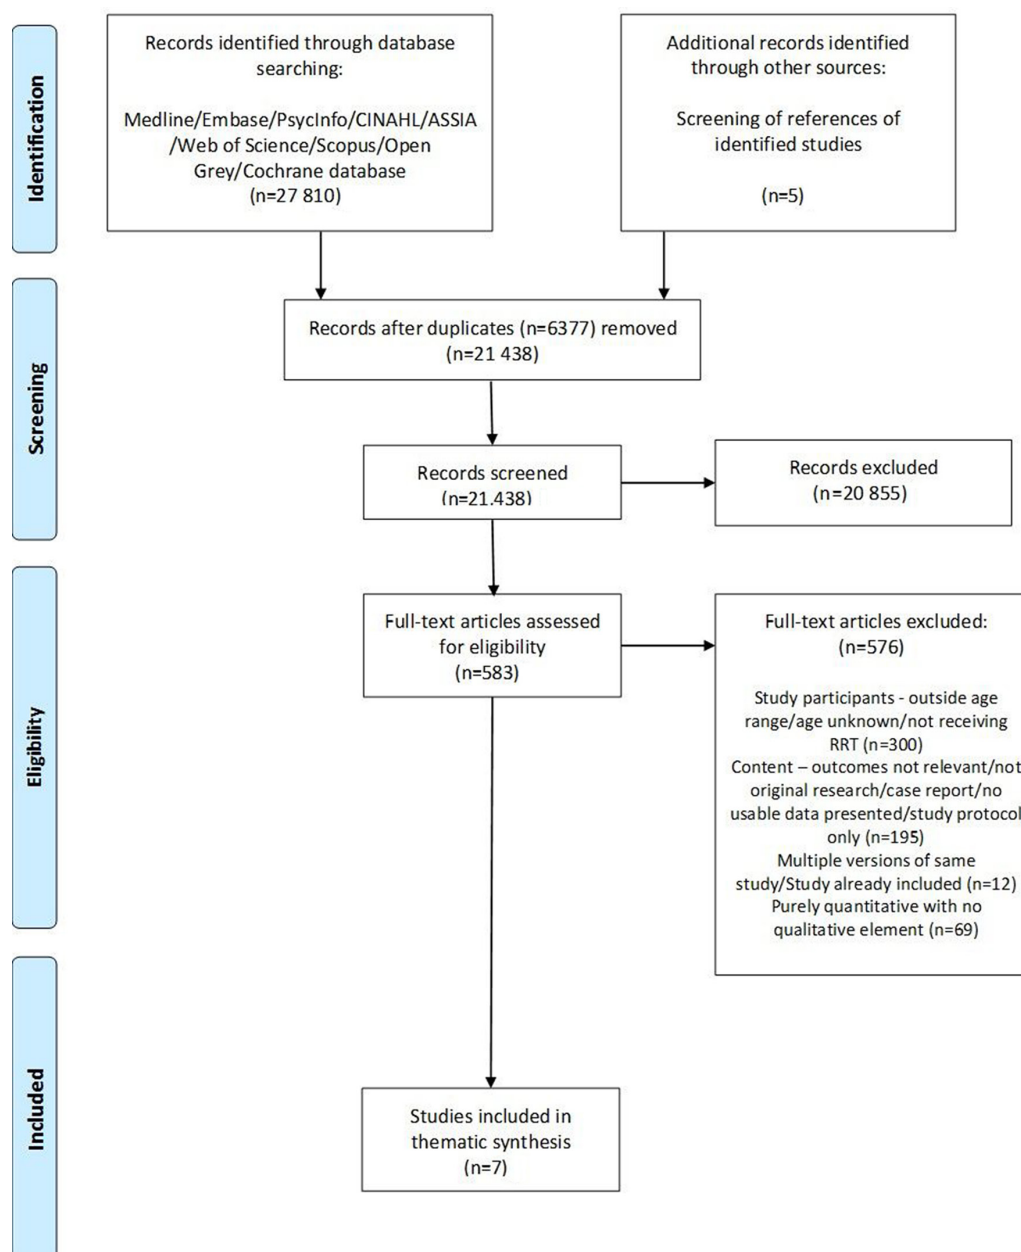 Identification
Records identified through database
searching:
Medline/Embase/PsycInfo/CINAHL/ASSIA
/Web of Science/Scopus/Open
Grey/Cochrane database
(n=27 810)
Additional records identified
through other sources:
Screening of references of
identified studies
(n=5)
Screening
Records after duplicates (n=6377) removed
(n=21 438)
Records screened
(n=21.438)
Records excluded
(n=20 855)
Eligibility
Full-text articles assessed
for eligibility
(n=583)
Full-text articles excluded:
(n=576)
Study participants - outside age
range/age unknown/not receiving
RRT (n=300)
Content – outcomes not relevant/not
original research/case report/no
usable data presented/study protocol
only (n=195)
Multiple versions of same
study/Study already included (n=12)
Purely quantitative with no
qualitative element (n=69)
Included
Studies included in
thematic synthesis
(n=7)